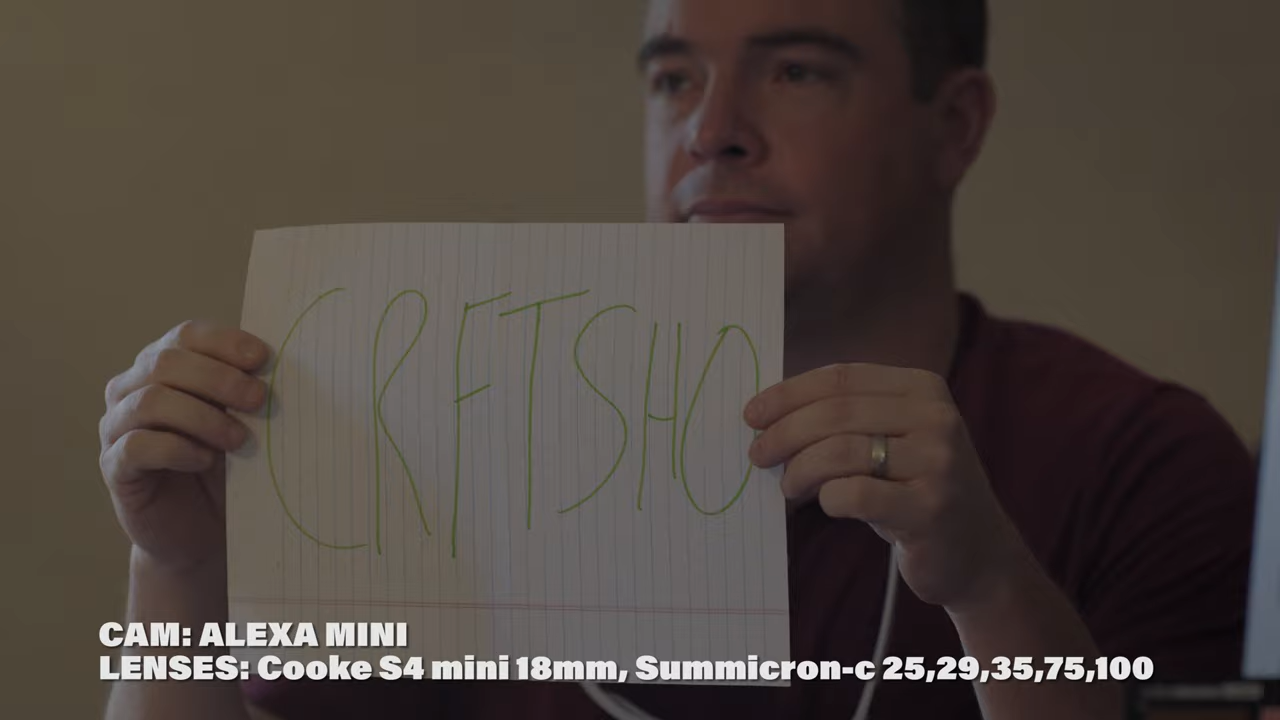 CRFTSHO
CAM: ALEXA MINI
LENSES: Cooke S4 mini 18mm, Summicron-c 25,29,35,75,100